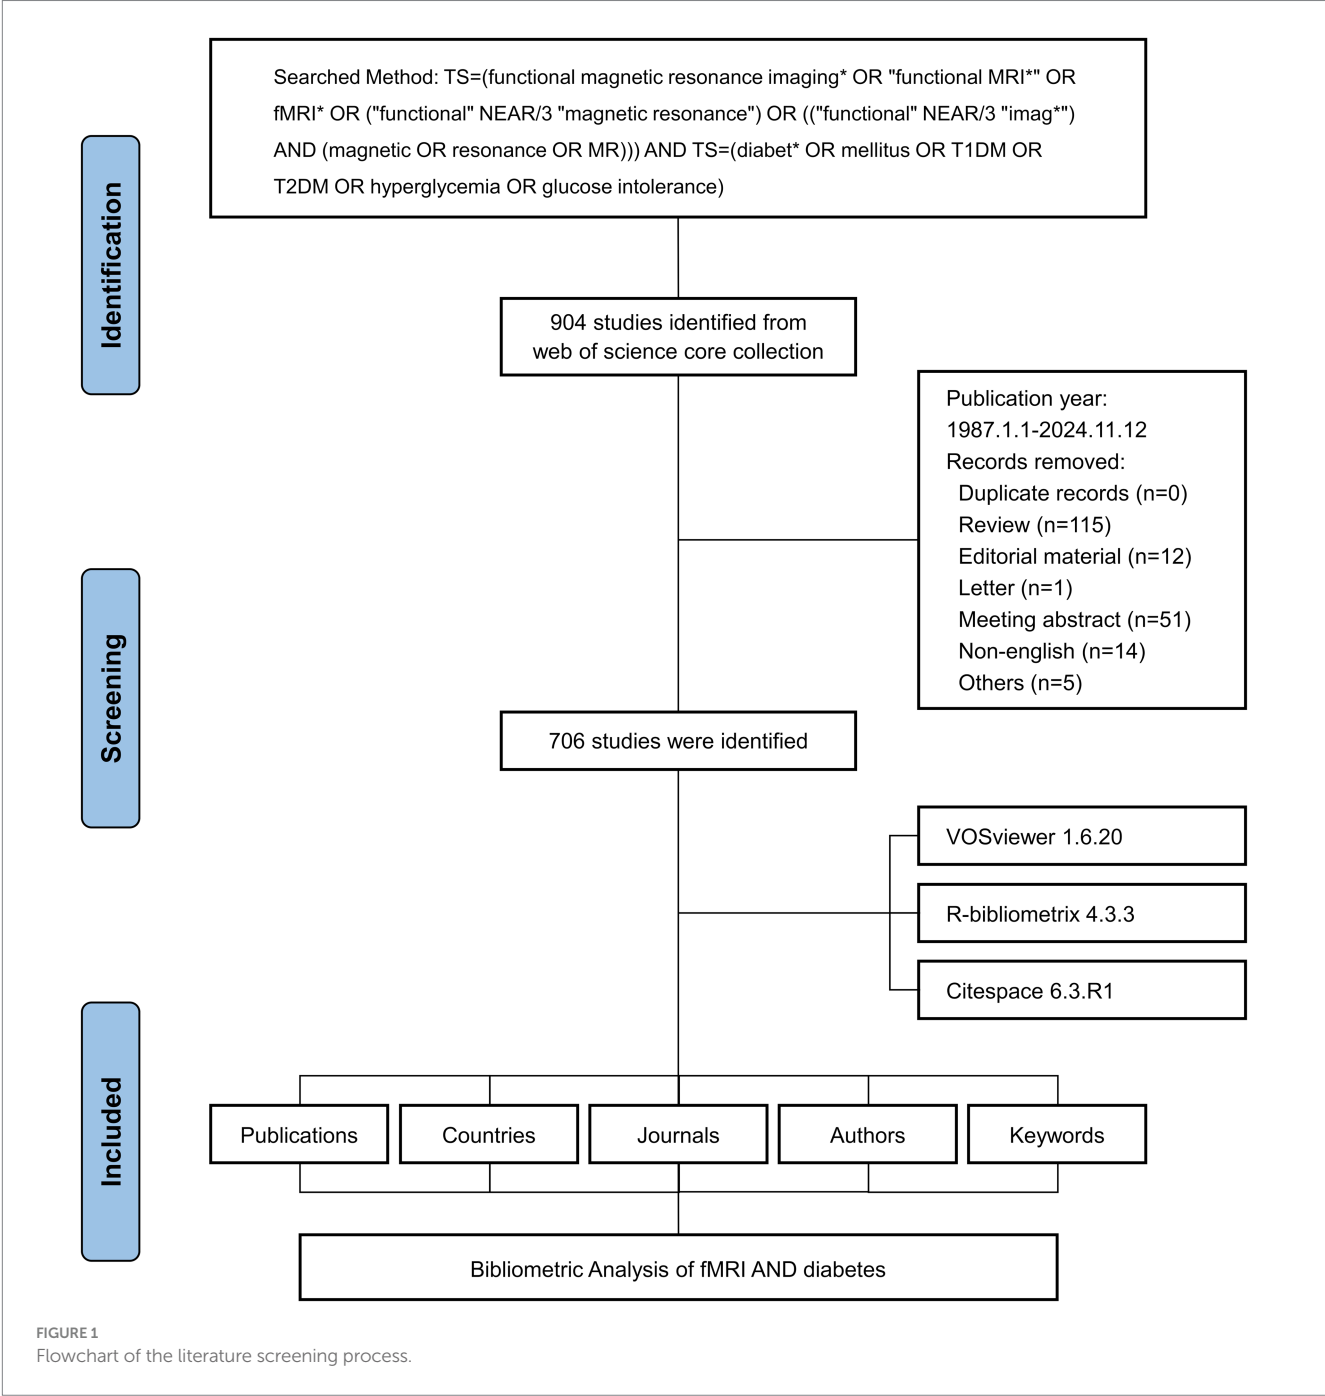 Identification
Searched Method: TS=(functional magnetic resonance imaging* OR "functional MRI*" OR
fMRI* OR ("functional" NEAR/3 "magnetic resonance") OR (("functional" NEAR/3 "imag*")
AND (magnetic OR resonance OR MR))) AND TS=(diabet* OR mellitus OR T1DM OR
T2DM OR hyperglycemia OR glucose intolerance)
904 studies identified from
web of science core collection
Publication year:
1987.1.1-2024.11.12
Records removed:
Duplicate records (n=0)
Review (n=115)
Editorial material (n=12)
Letter (n=1)
Meeting abstract (n=51)
Non-english (n=14)
Others (n=5)
Screening
706 studies were identified
VOSviewer 1.6.20
R-bibliometrix 4.3.3
Citespace 6.3.R1
Included
Publications
Countries
Journals
Authors
Keywords
Bibliometric Analysis of fMRI AND diabetes
FIGURE 1
Flowchart of the literature screening process.